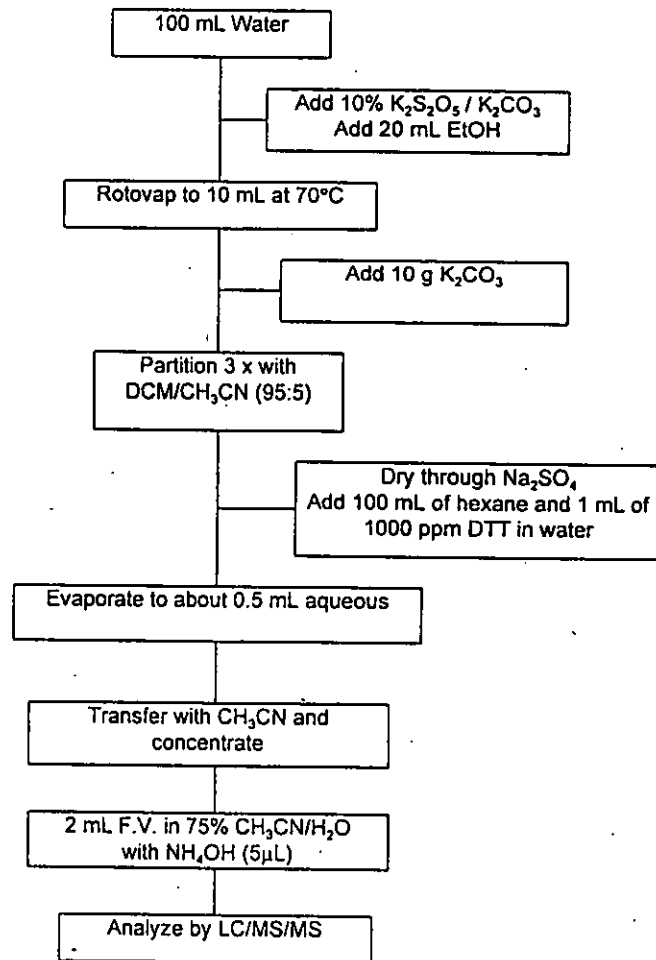 100 mL Water
Add 10% K₂S₂O₅ / K₂CO₃
Add 20 mL EtOH
Rotovap to 10 mL at 70°C
Add 10 g K₂CO₃
Partition 3 x with
DCM/CH₃CN (95:5)
Dry through Na₂SO₄
Add 100 mL of hexane and 1 mL of
1000 ppm DTT in water
Evaporate to about 0.5 mL aqueous
Transfer with CH₃CN and
concentrate
2 mL F.V. in 75% CH₃CN/H₂O
with NH₄OH (5µL)
Analyze by LC/MS/MS